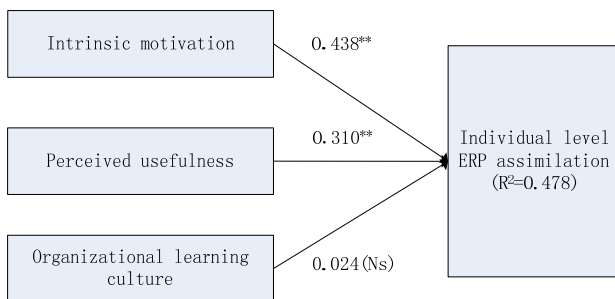 Intrinsic motivation
0.438**
Perceived usefulness
0.310**
Organizational learning
culture
0.024(Ns)
Individual level
ERP assimilation
(R²=0.478)